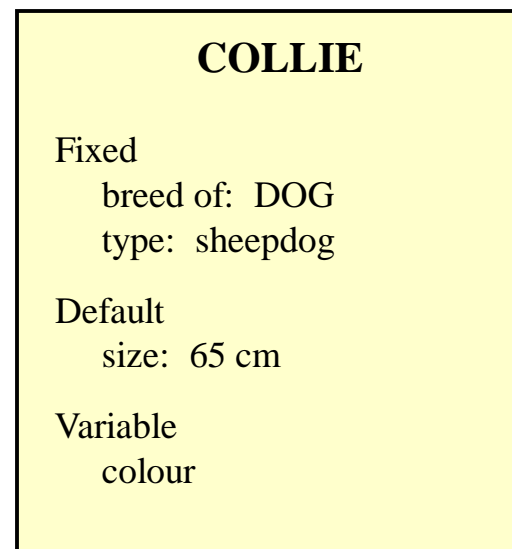 COLLIE
Fixed
breed of: DOG
type: sheepdog
Default
size: 65 cm
Variable
colour